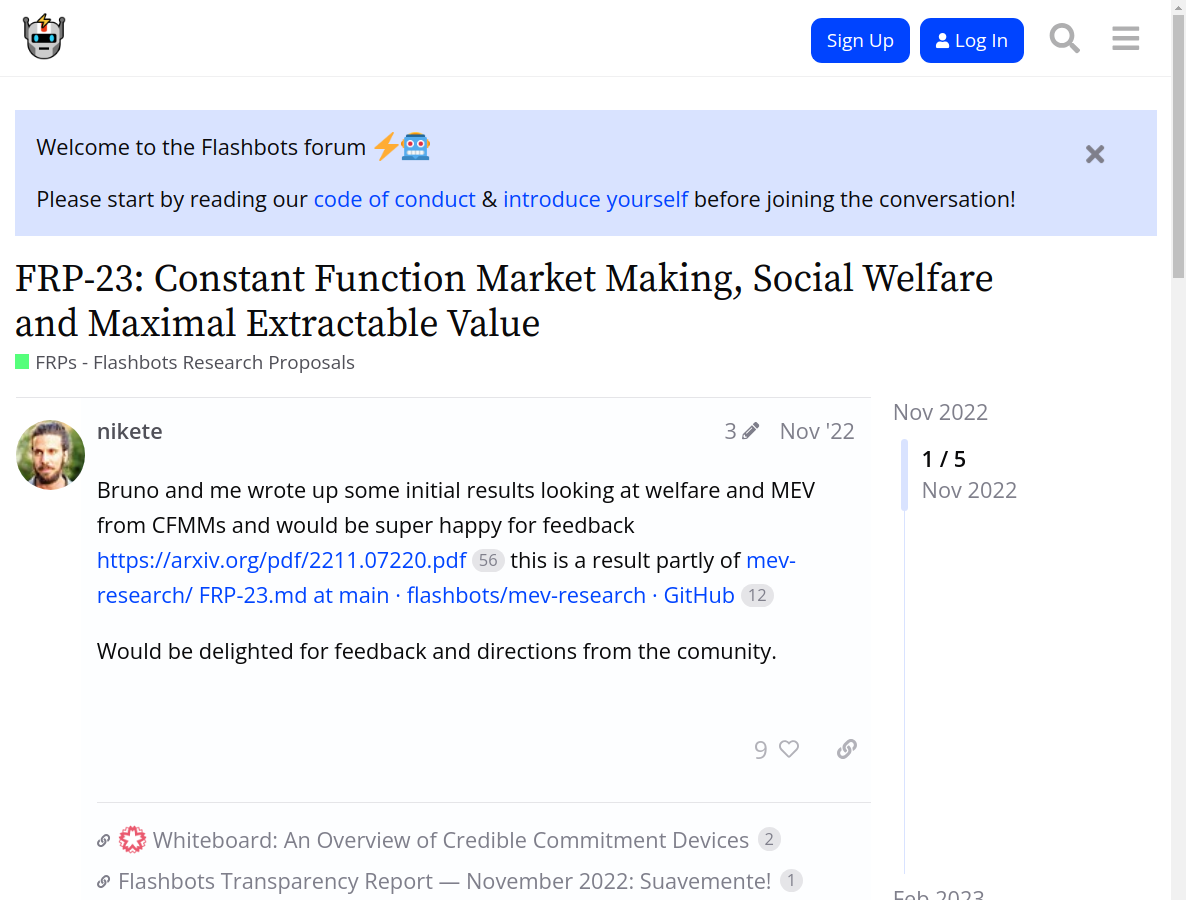 Sign Up
Log In
Welcome to the Flashbots forum
Please start by reading our code of conduct & introduce yourself before joining the conversation!
FRP-23: Constant Function Market Making, Social Welfare
and Maximal Extractable Value
FRPs - Flashbots Research Proposals
nikete
3
Nov '22
Nov 2022
1 / 5
Nov 2022
Bruno and me wrote up some initial results looking at welfare and MEV
from CFMMs and would be super happy for feedback
https://arxiv.org/pdf/2211.07220.pdf 56 this is a result partly of mev-
research/ FRP-23.md at main · flashbots/mev-research · GitHub 12
Would be delighted for feedback and directions from the comunity.
9
Whiteboard: An Overview of Credible Commitment Devices 2
Flashbots Transparency Report — November 2022: Suavemente! 1
Feb 2023